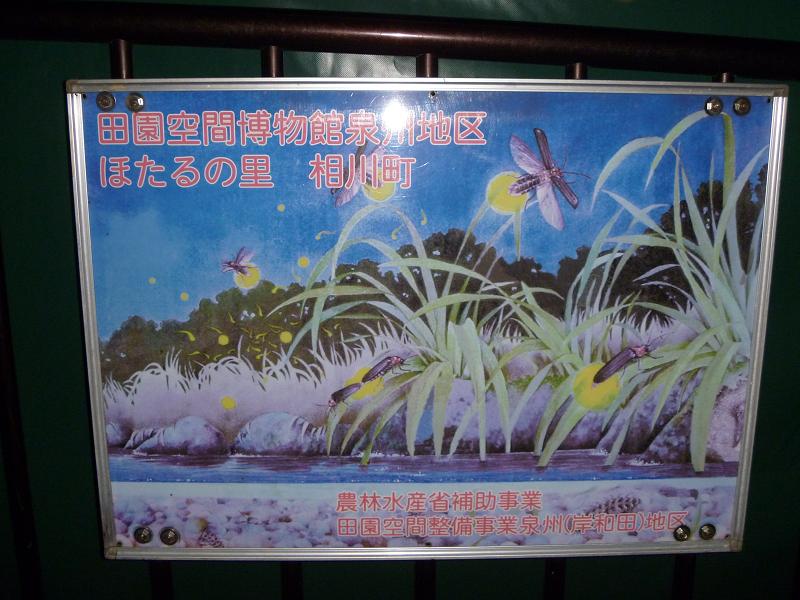 田園空間博物館泉州地区
ほたるの里　相川町
農林水産省補助事業
田園空間整備事業泉州(岸和田)地区